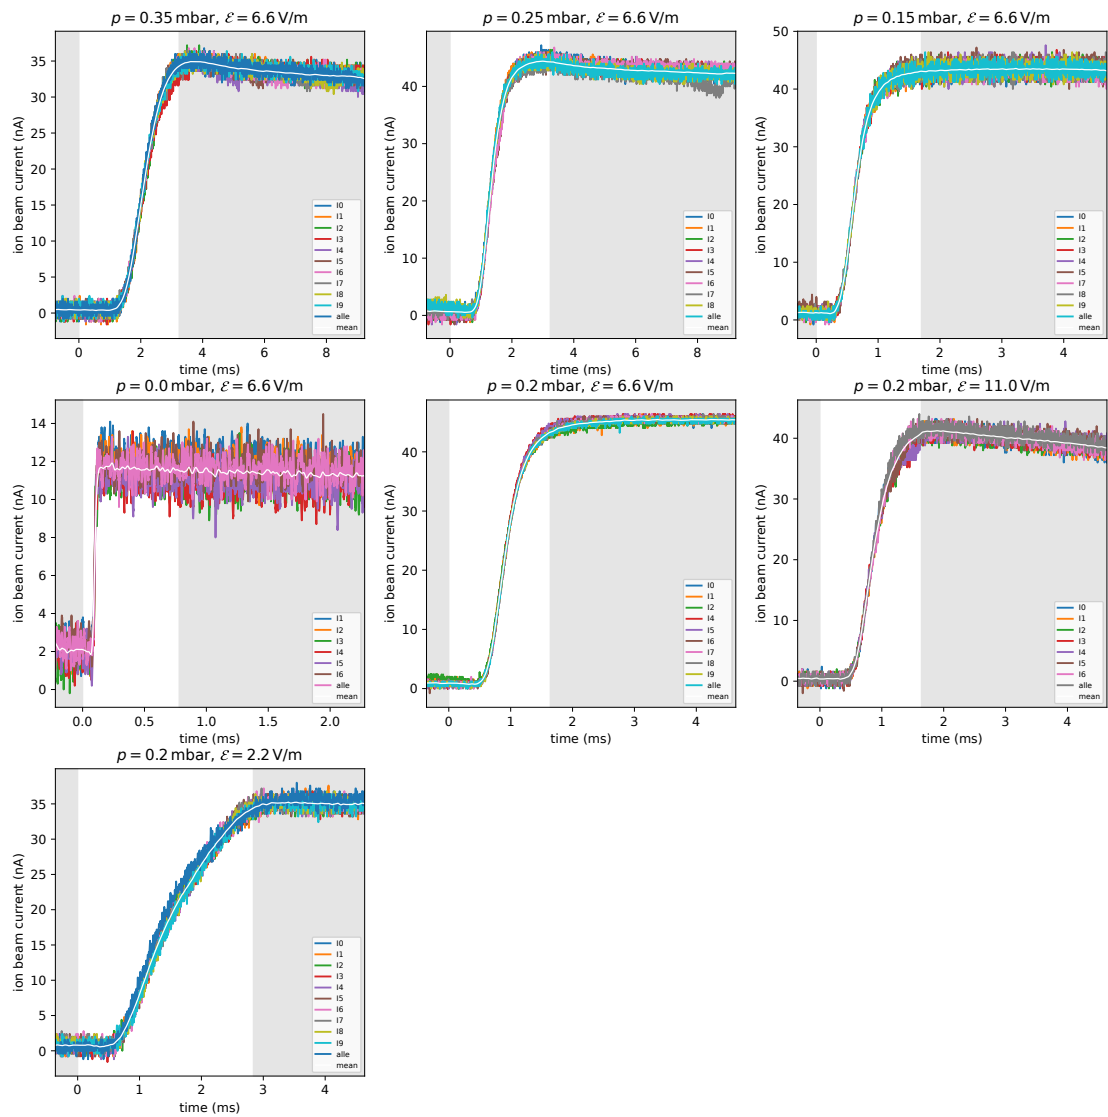 p = 0.35 mbar, ℰ = 6.6 V/m
ion beam current (nA)
35
30
25
20
15
10
5
0
I0
I1
I2
I3
I4
I5
I6
I7
I8
I9
alle
mean
0 2 4 6 8
time (ms)
p = 0.25 mbar, ℰ = 6.6 V/m
ion beam current (nA)
40
30
20
10
0
I0
I1
I2
I3
I4
I5
I6
I7
I8
alle
mean
0 2 4 6 8
time (ms)
p = 0.15 mbar, ℰ = 6.6 V/m
ion beam current (nA)
50
40
30
20
10
0
I0
I1
I2
I3
I4
I5
I6
I7
I9
alle
mean
0 1 2 3 4
time (ms)
p = 0.0 mbar, ℰ = 6.6 V/m
ion beam current (nA)
14
12
10
8
6
4
2
0
I1
I2
I3
I4
I5
I6
alle
mean
0.0 0.5 1.0 1.5 2.0
time (ms)
p = 0.2 mbar, ℰ = 6.6 V/m
ion beam current (nA)
40
30
20
10
0
I0
I1
I2
I4
I5
I6
I7
I8
I9
alle
mean
0 1 2 3 4
time (ms)
p = 0.2 mbar, ℰ = 11.0 V/m
ion beam current (nA)
40
30
20
10
0
I0
I1
I2
I3
I4
I5
I6
alle
mean
0 1 2 3 4
time (ms)
p = 0.2 mbar, ℰ = 2.2 V/m
ion beam current (nA)
35
30
25
20
15
10
5
0
I0
I1
I2
I3
I4
I5
I6
I7
I8
I9
alle
mean
0 1 2 3 4
time (ms)